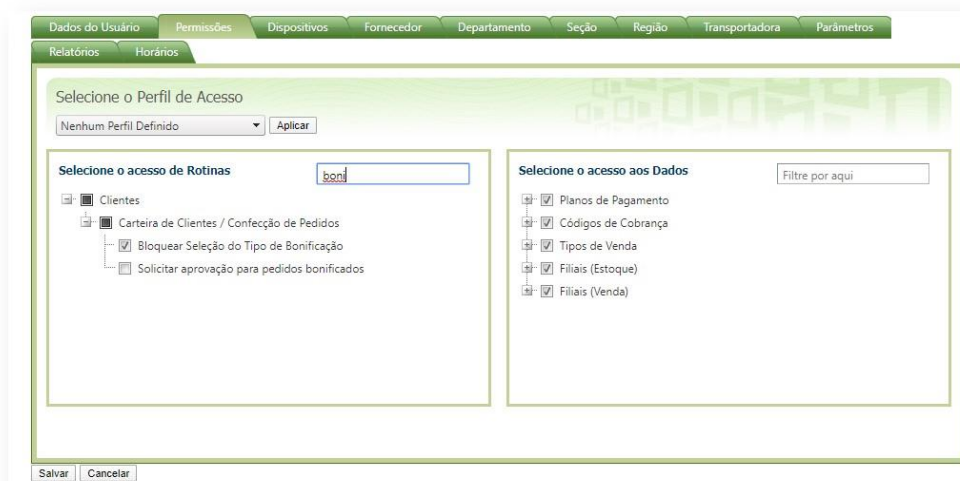 Dados do Usuário Permissões Dispositivos Fornecedor Departamento Seção Região Transportadora Parâmetros
Relatórios Horários
Selecione o Perfil de Acesso
Nenhum Perfil Definido Aplicar
Selecione o acesso de Rotinas boni
Clientes
Carteira de Clientes / Confecção de Pedidos
Bloquear Seleção do Tipo de Bonificação
Solicitar aprovação para pedidos bonificados
Selecione o acesso aos Dados Filtre por aqui
Planos de Pagamento
Códigos de Cobrança
Tipos de Venda
Filiais (Estoque)
Filiais (Venda)
Salvar Cancelar